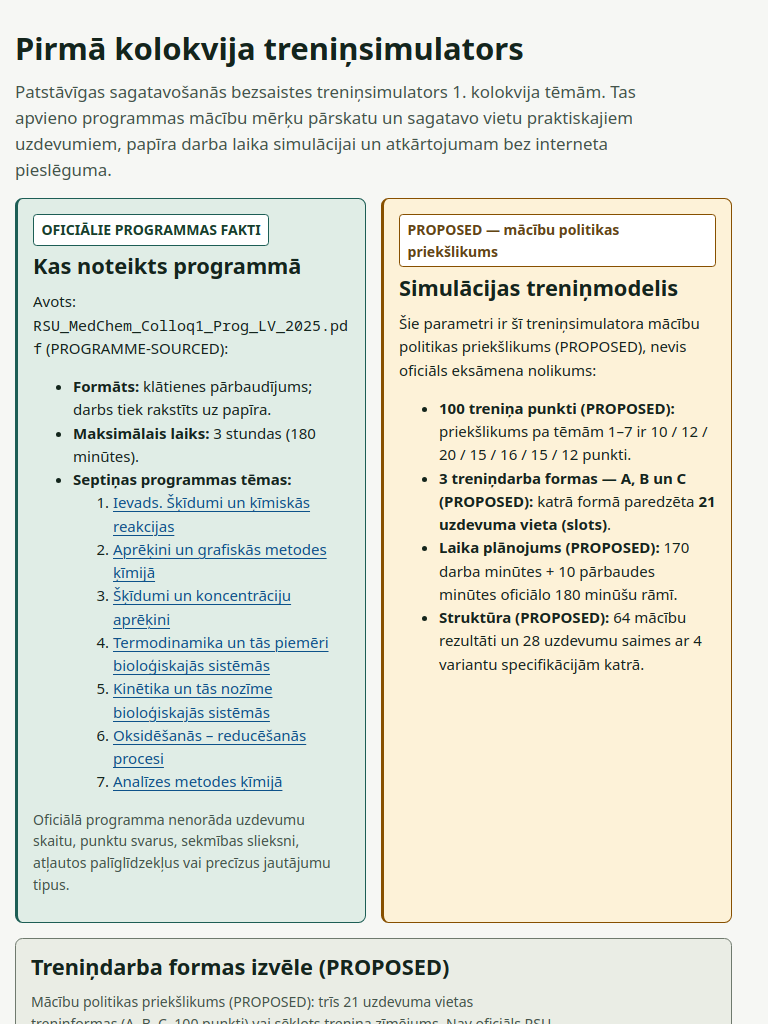 Pirmā kolokvija treniņsimulators
Patstāvīgas sagatavošanās bezsaistes treniņsimulators 1. kolokvija tēmām. Tas
apvieno programmas mācību mērķu pārskatu un sagatavo vietu praktiskajiem
uzdevumiem, papīra darba laika simulācijai un atkārtojumam bez interneta
pieslēguma.
OFICIĀLIE PROGRAMMAS FAKTI
Kas noteikts programmā
Avots:
RSU_MedChem_Colloq1_Prog_LV_2025.pd
f (PROGRAMME-SOURCED):
• Formāts: klātienes pārbaudījums;
darbs tiek rakstīts uz papīra.
• Maksimālais laiks: 3 stundas (180
minūtes).
• Septiņas programmas tēmas:
1. Ievads. Šķīdumi un ķīmiskās
reakcijas
2. Aprēķini un grafiskās metodes
ķīmijā
3. Šķīdumi un koncentrāciju
aprēķini
4. Termodinamika un tās piemēri
bioloģiskajās sistēmās
5. Kinētika un tās nozīme
bioloģiskajās sistēmās
6. Oksidēšanās – reducēšanās
procesi
7. Analīzes metodes ķīmijā
Oficiālā programma nenorāda uzdevumu
skaitu, punktu svarus, sekmības slieksni,
atļautos palīglīdzekļus vai precīzus jautājumu
tipus.
PROPOSED — mācību politikas
priekšlikums
Simulācijas treniņmodelis
Šie parametri ir šī treniņsimulatora mācību
politikas priekšlikums (PROPOSED), nevis
oficiāls eksāmena nolikums:
• 100 treniņa punkti (PROPOSED):
priekšlikums pa tēmām 1–7 ir 10 / 12 /
20 / 15 / 16 / 15 / 12 punkti.
• 3 treniņdarba formas — A, B un C
(PROPOSED): katrā formā paredzēta 21
uzdevuma vieta (slots).
• Laika plānojums (PROPOSED): 170
darba minūtes + 10 pārbaudes
minūtes oficiālo 180 minūšu rāmī.
• Struktūra (PROPOSED): 64 mācību
rezultāti un 28 uzdevumu saimes ar 4
variantu specifikācijām katrā.
Treniņdarba formas izvēle (PROPOSED)
Mācību politikas priekšlikums (PROPOSED): trīs 21 uzdevuma vietas
treniņformas (A, B, C, 100 punkti) vai sēklots treniņa zīmējums. Nav oficiāls RSU